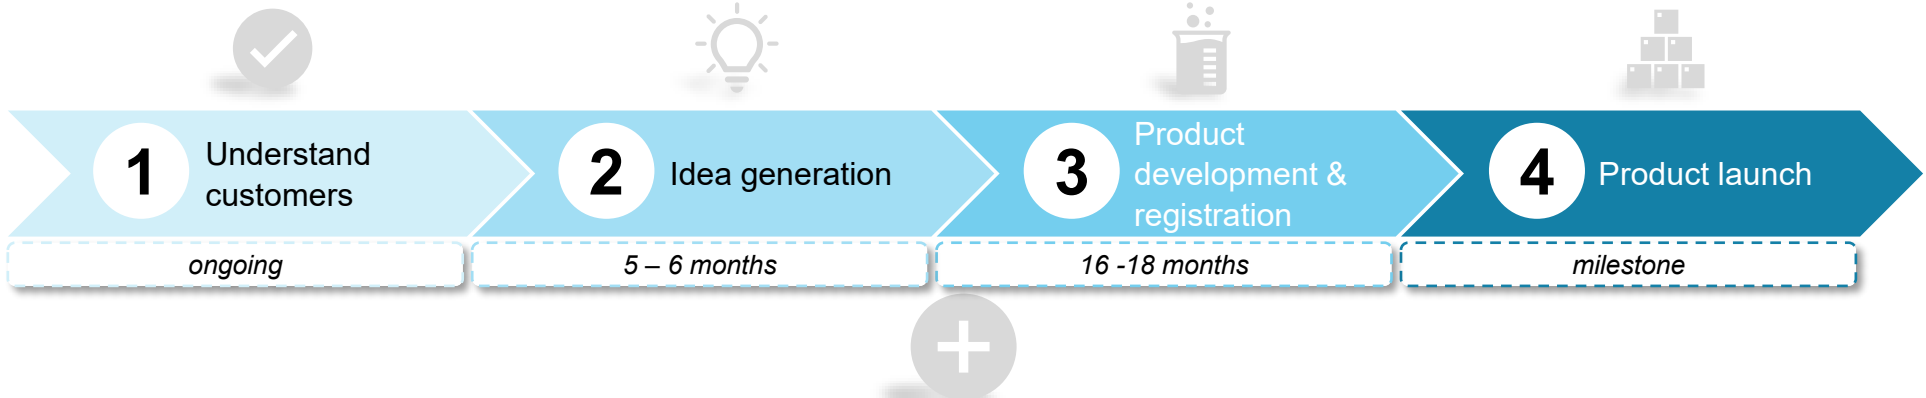 1
Understand
customers
2
Idea generation
3
Product
development &
registration
4
Product launch
ongoing
5 – 6 months
16 -18 months
milestone